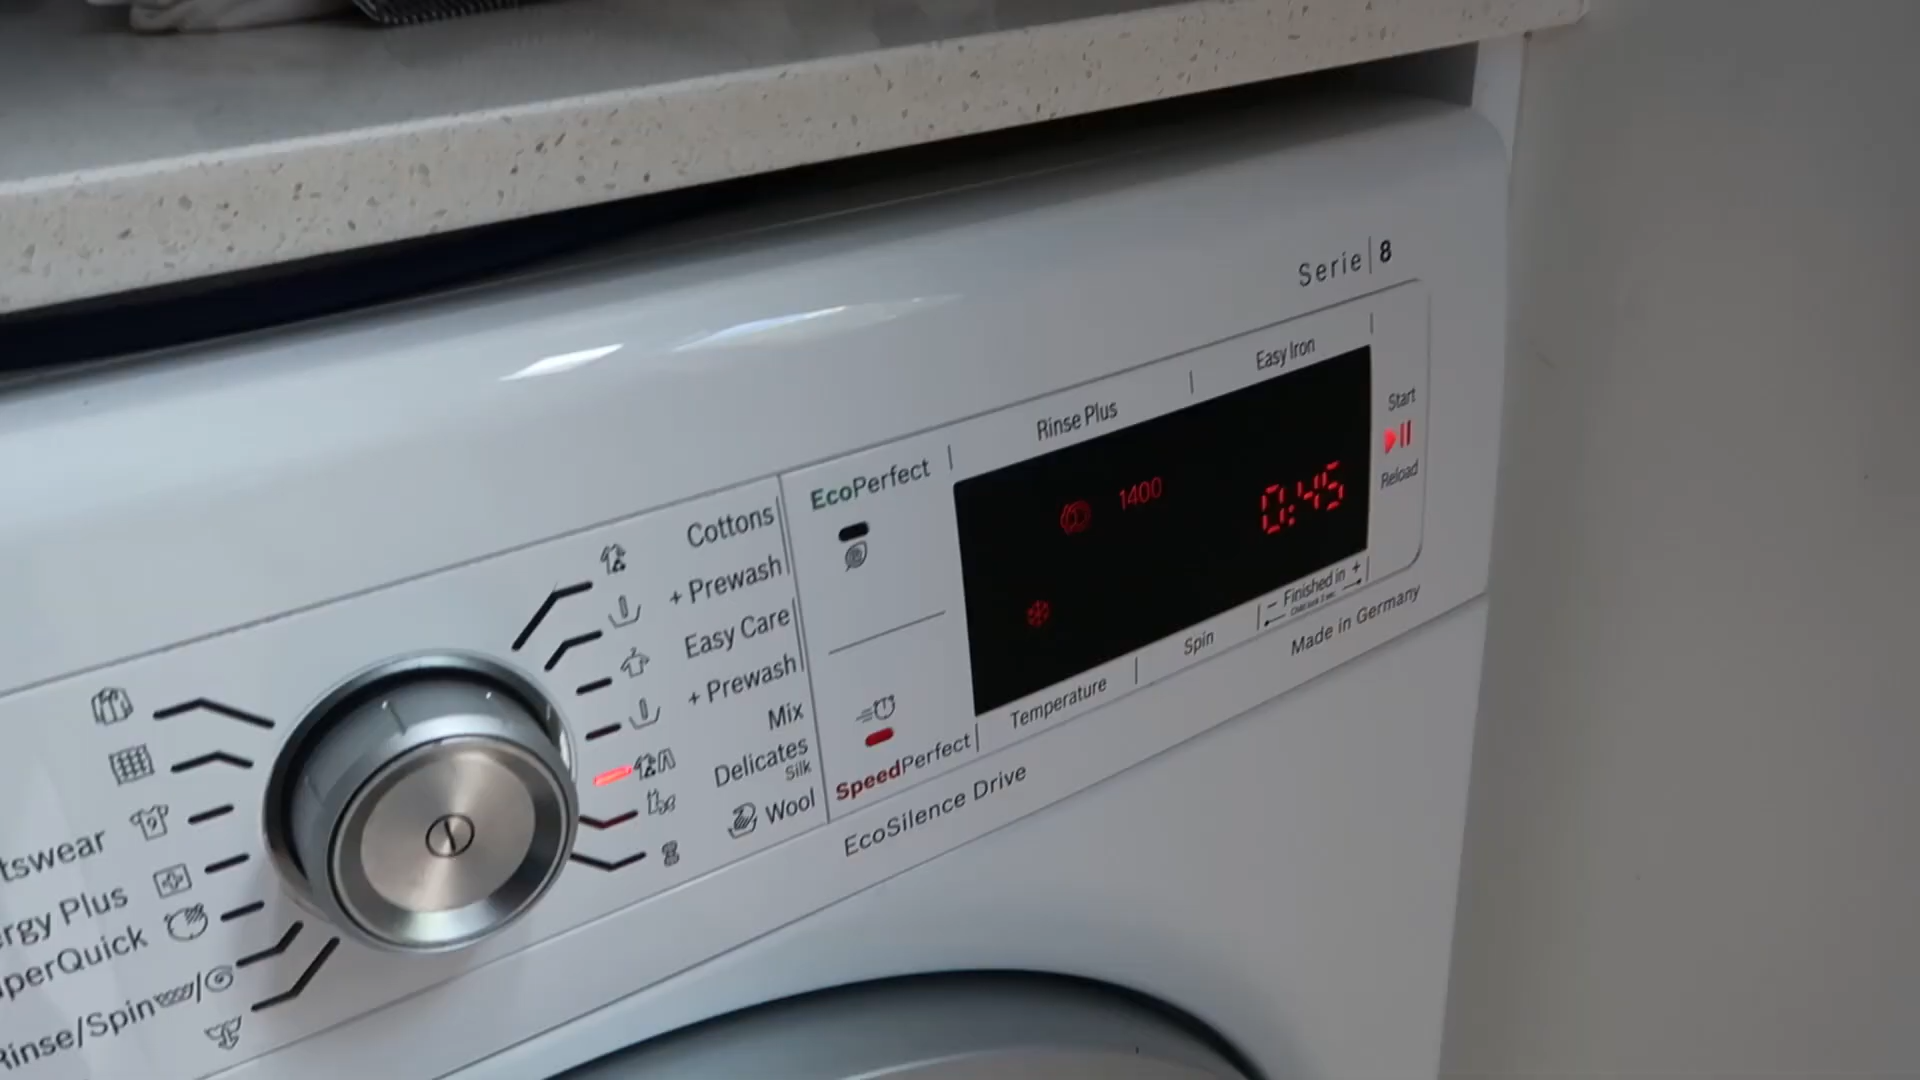 Serie | 8
Easy Iron
Rinse Plus
Start
Reload
EcoPerfect
1400
0:45
Cottons
+ Prewash
Easy Care
+ Prewash
Mix
Delicates
Silk
Wool
SpeedPerfect
Temperature
Spin
− Finished in +
Made in Germany
EcoSilence Drive
tswear
rgy Plus
perQuick
Rinse/Spin /